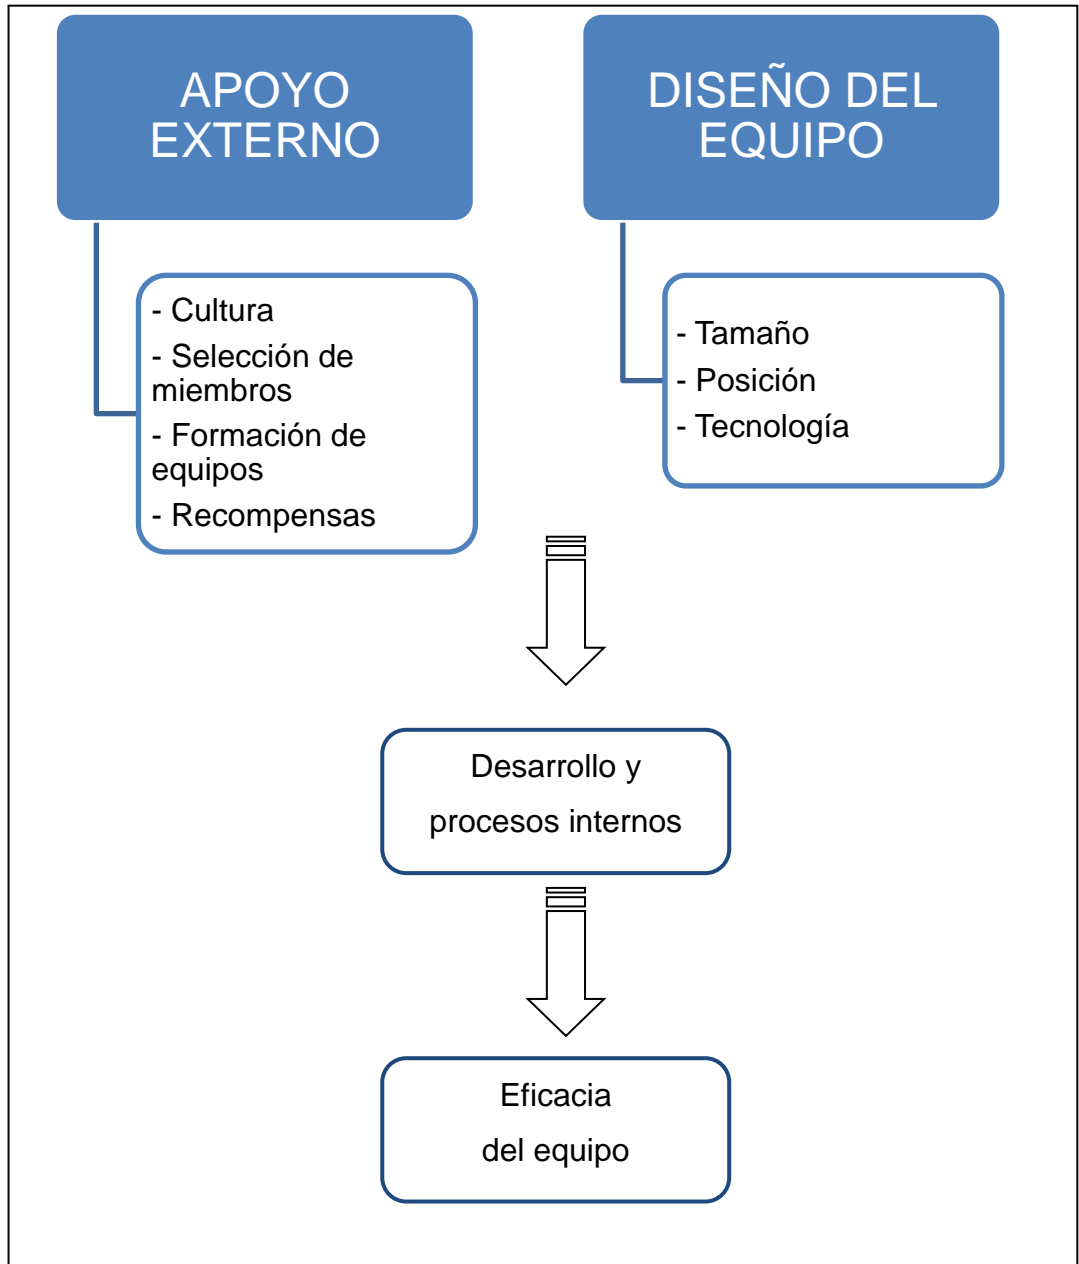 APOYO
EXTERNO
- Cultura
- Selección de
miembros
- Formación de
equipos
- Recompensas
DISEÑO DEL
EQUIPO
- Tamaño
- Posición
- Tecnología
Desarrollo y
procesos internos
Eficacia
del equipo